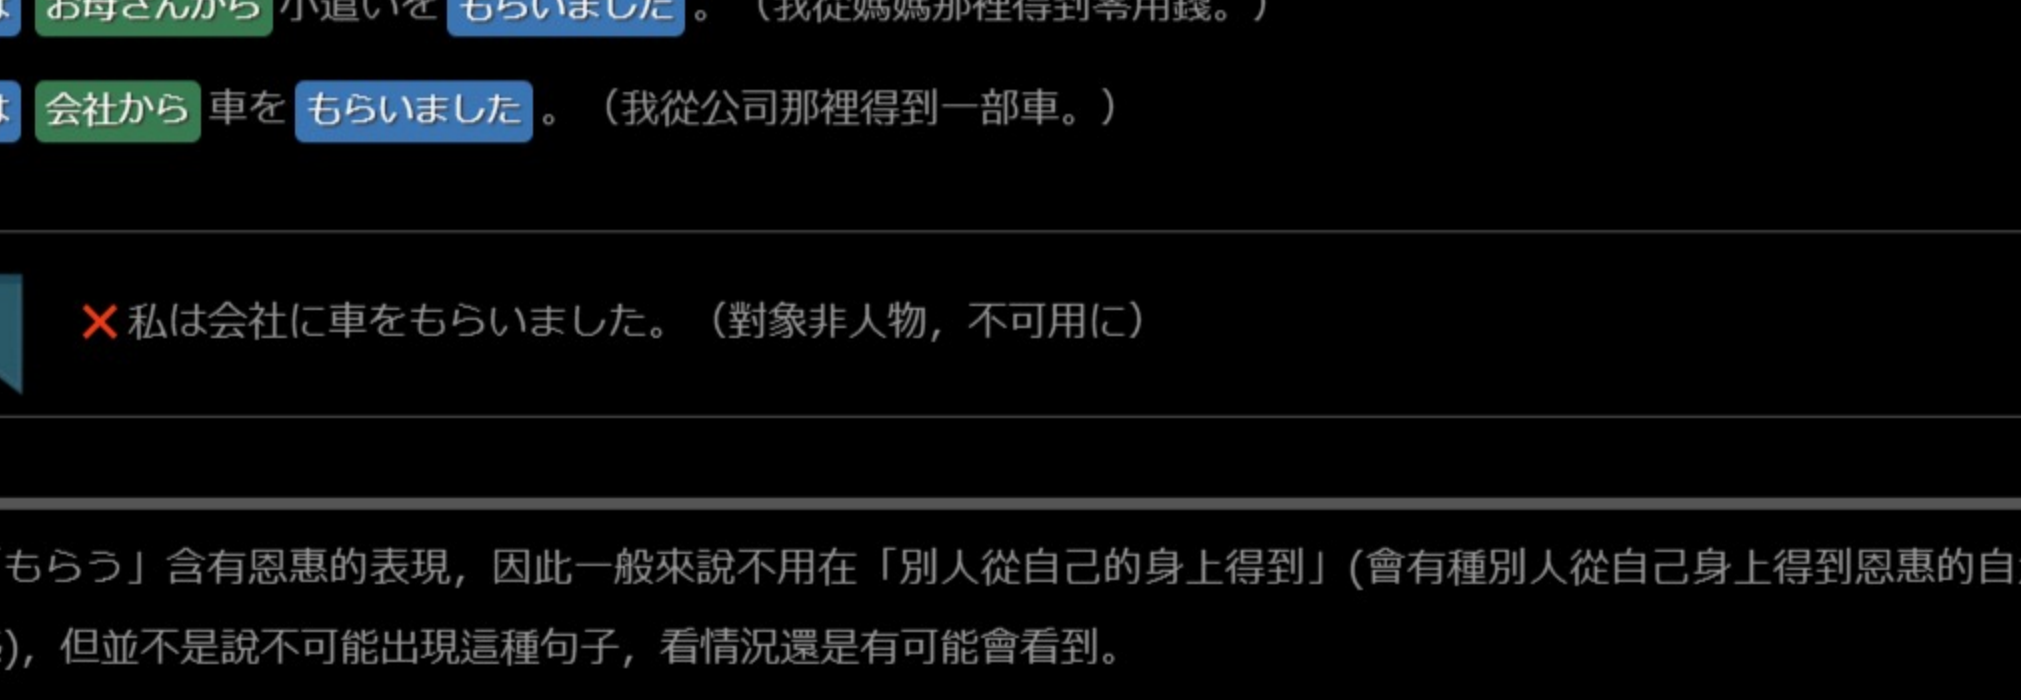 は お母さんから 小遣いを もらいました 。（我從媽媽那裡得到零用錢。）
は 会社から 車を もらいました 。（我從公司那裡得到一部車。）
❌私は会社に車をもらいました。（對象非人物，不可用に）
「もらう」含有恩惠的表現，因此一般來說不用在「別人從自己的身上得到」(會有種別人從自己身上得到恩惠的自
)，但並不是說不可能出現這種句子，看情況還是有可能會看到。